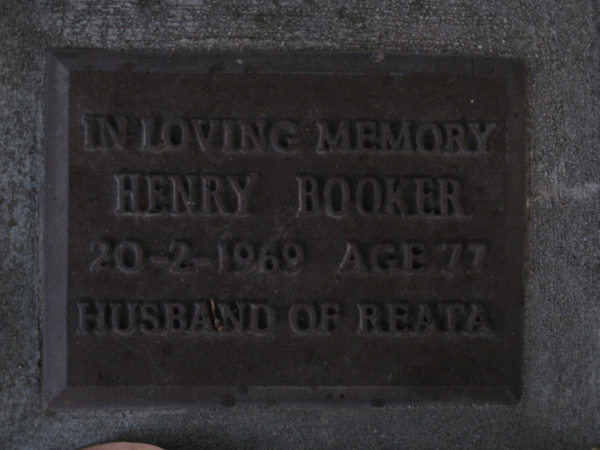 IN LOVING MEMORY
HENRY BOOKER
20-2-1969 AGE 77
HUSBAND OF REATA